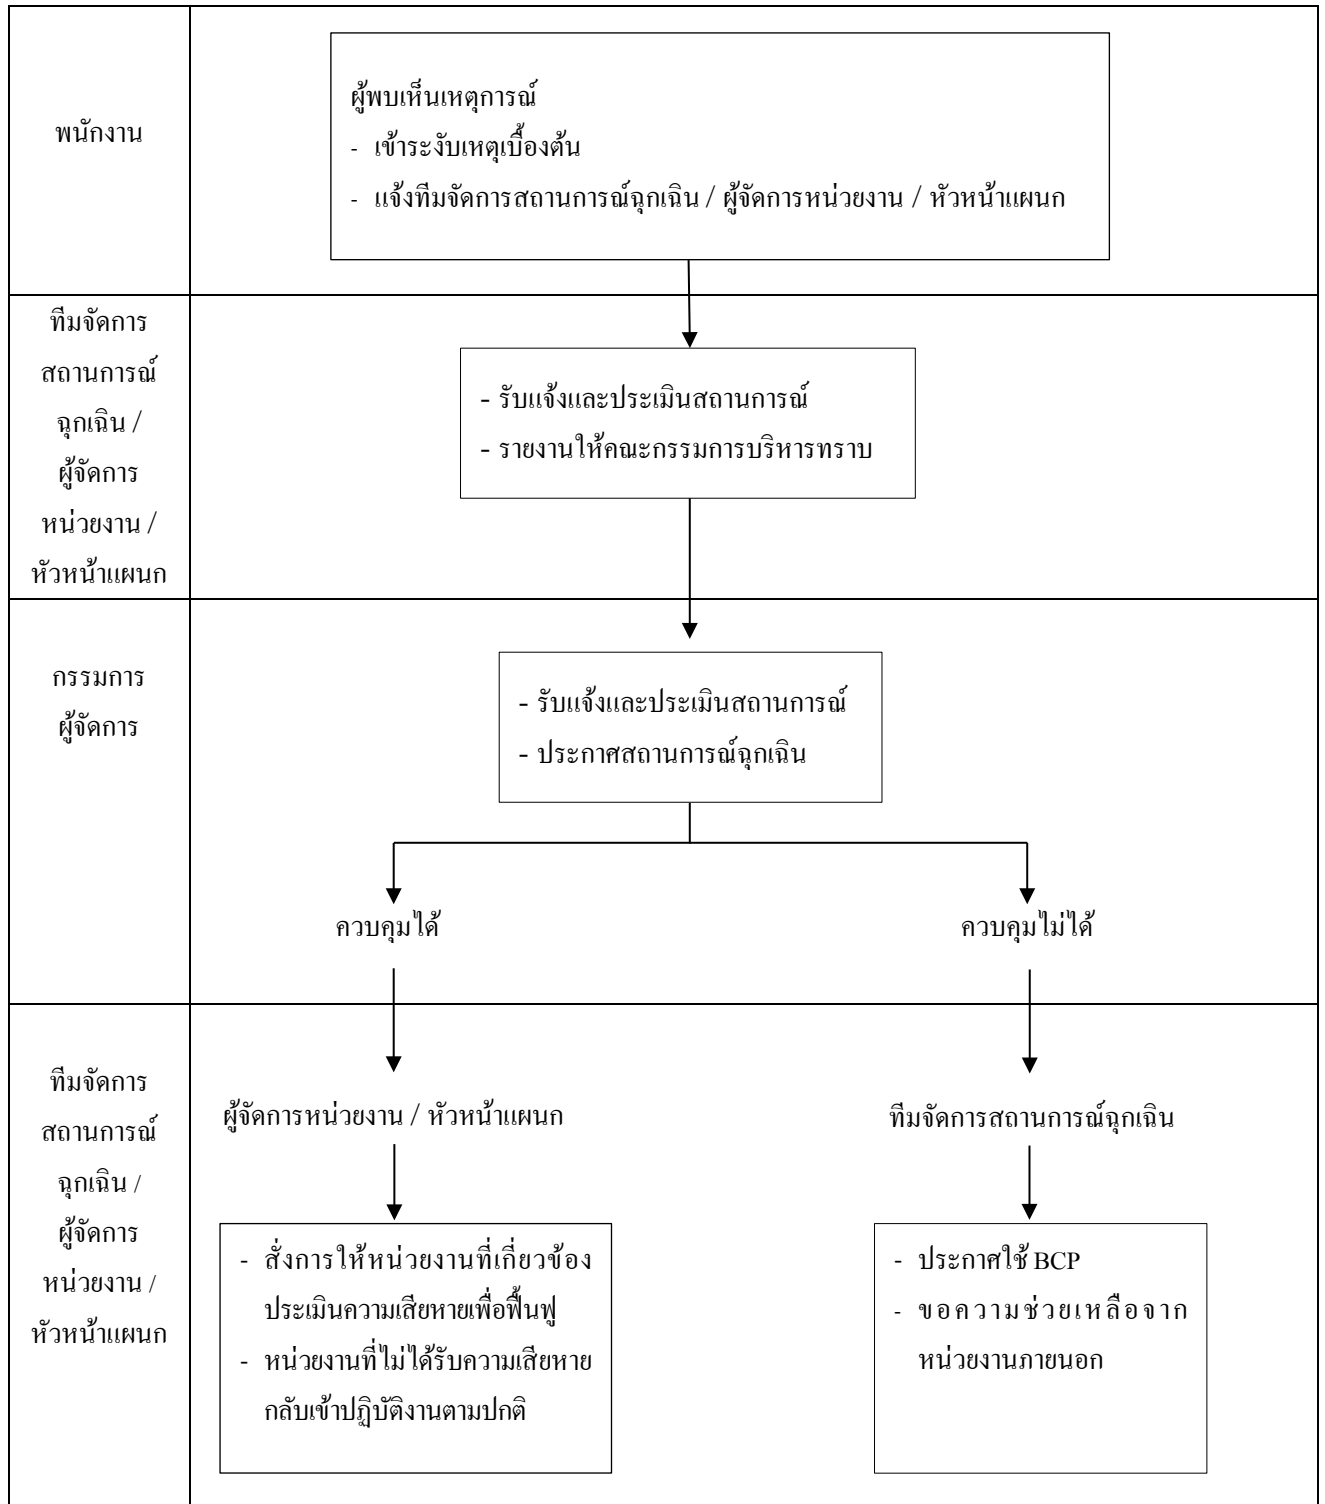 พนักงาน
ผู้พบเห็นเหตุการณ์
- เข้าระงับเหตุเบื้องต้น
- แจ้งทีมจัดการสถานการณ์ฉุกเฉิน / ผู้จัดการหน่วยงาน / หัวหน้าแผนก
ทีมจัดการ
สถานการณ์
ฉุกเฉิน /
ผู้จัดการ
หน่วยงาน /
หัวหน้าแผนก
- รับแจ้งและประเมินสถานการณ์
- รายงานให้คณะกรรมการบริหารทราบ
กรรมการ
ผู้จัดการ
- รับแจ้งและประเมินสถานการณ์
- ประกาศสถานการณ์ฉุกเฉิน
ควบคุมได้
ควบคุมไม่ได้
ทีมจัดการ
สถานการณ์
ฉุกเฉิน /
ผู้จัดการ
หน่วยงาน /
หัวหน้าแผนก
ผู้จัดการหน่วยงาน / หัวหน้าแผนก
- สั่งการให้หน่วยงานที่เกี่ยวข้อง
ประเมินความเสียหายเพื่อฟื้นฟู
- หน่วยงานที่ไม่ได้รับความเสียหาย
กลับเข้าปฏิบัติงานตามปกติ
ทีมจัดการสถานการณ์ฉุกเฉิน
- ประกาศใช้ BCP
- ขอความช่วยเหลือจาก
หน่วยงานภายนอก